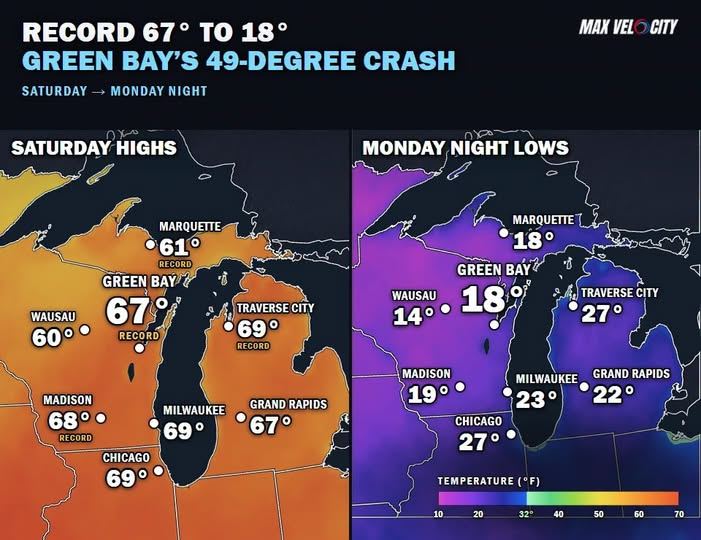 RECORD 67° TO 18°
GREEN BAY'S 49-DEGREE CRASH
SATURDAY → MONDAY NIGHT
MAX VELOCITY
SATURDAY HIGHS
MARQUETTE
61°
RECORD
GREEN BAY
67°
RECORD
WAUSAU
60°
TRAVERSE CITY
69°
RECORD
MADISON
68°
RECORD
MILWAUKEE
69°
GRAND RAPIDS
67°
CHICAGO
69°
MONDAY NIGHT LOWS
MARQUETTE
18°
GREEN BAY
18°
WAUSAU
14°
TRAVERSE CITY
27°
MADISON
19°
MILWAUKEE
23°
GRAND RAPIDS
22°
CHICAGO
27°
TEMPERATURE (°F)
10 20 32° 40 50 60 70